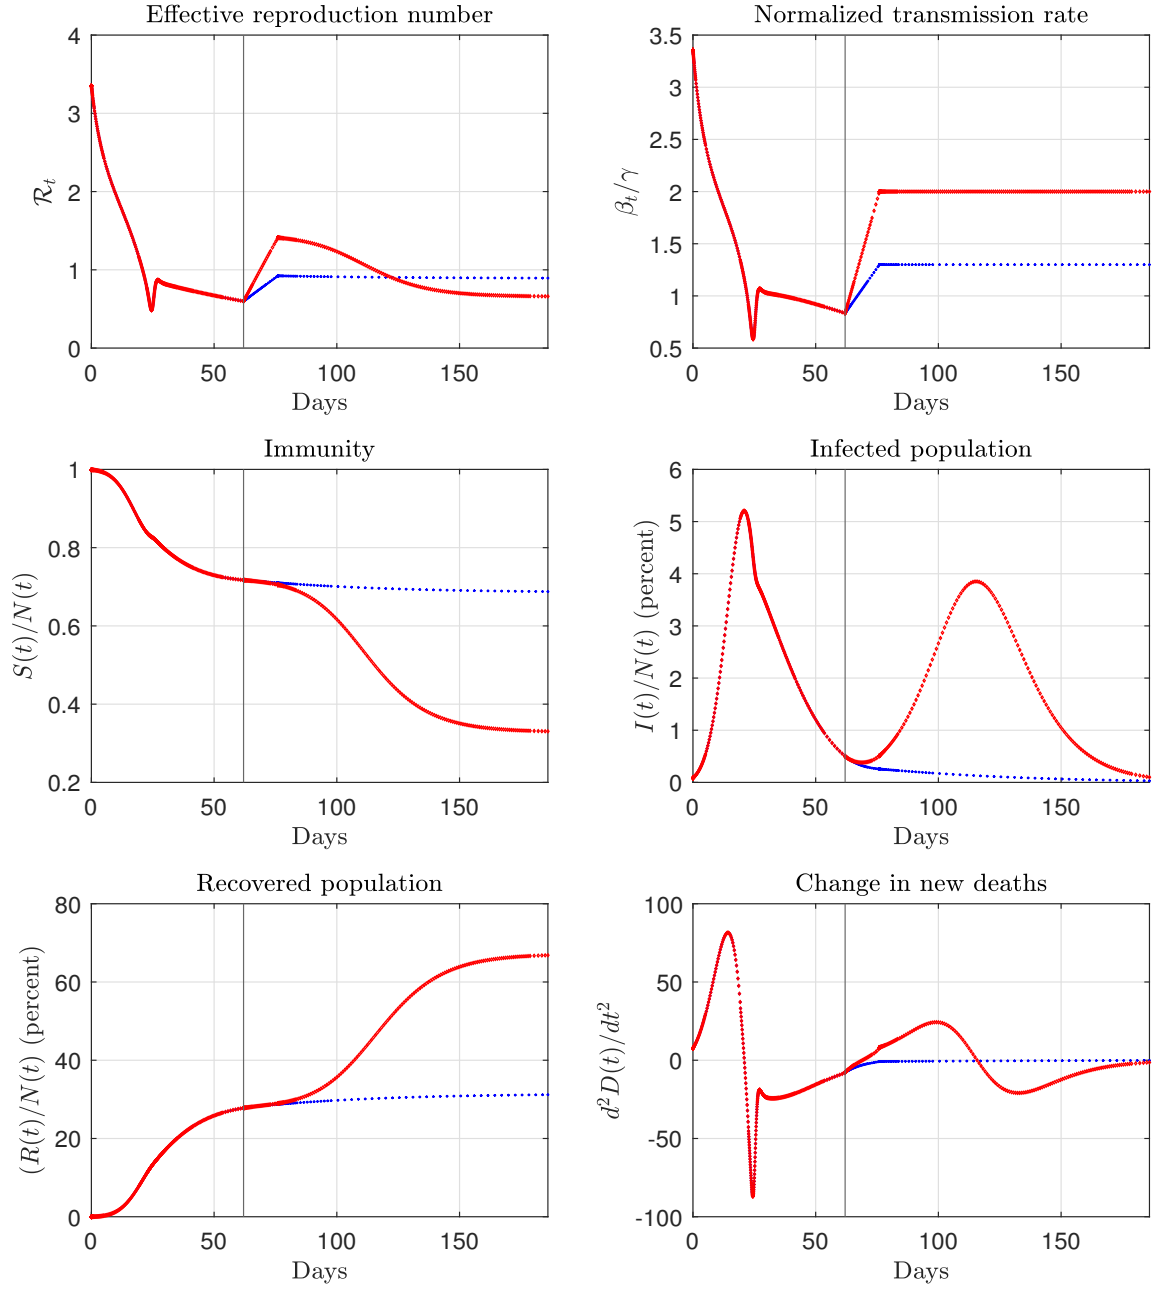 Effective reproduction number
4
3
2
1
0
ℛₜ
0 50 100 150
Days
Normalized transmission rate
3.5
3
2.5
2
1.5
1
0.5
βₜ/γ
0 50 100 150
Days
Immunity
1
0.8
0.6
0.4
0.2
S(t)/N(t)
0 50 100 150
Days
Infected population
6
5
4
3
2
1
0
I(t)/N(t) (percent)
0 50 100 150
Days
Recovered population
80
60
40
20
0
(R(t)/N(t) (percent)
0 50 100 150
Days
Change in new deaths
100
50
0
-50
-100
d²D(t)/dt²
0 50 100 150
Days